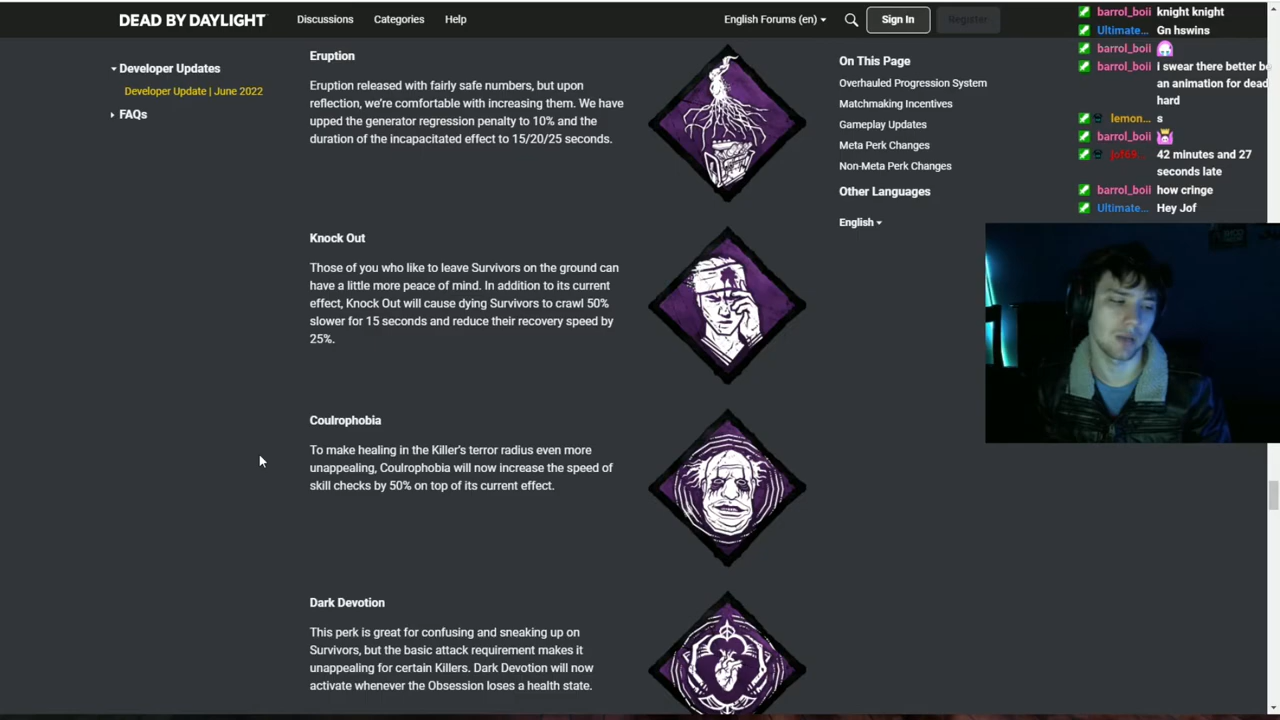 DEAD BY DAYLIGHT
Discussions
Categories
Help
English Forums (en)
Sign In
Register
Developer Updates
Developer Update | June 2022
FAQs
Eruption
Eruption released with fairly safe numbers, but upon
reflection, we're comfortable with increasing them. We have
upped the generator regression penalty to 10% and the
duration of the incapacitated effect to 15/20/25 seconds.
Knock Out
Those of you who like to leave Survivors on the ground can
have a little more peace of mind. In addition to its current
effect, Knock Out will cause dying Survivors to crawl 50%
slower for 15 seconds and reduce their recovery speed by
25%.
Coulrophobia
To make healing in the Killer's terror radius even more
unappealing, Coulrophobia will now increase the speed of
skill checks by 50% on top of its current effect.
Dark Devotion
This perk is great for confusing and sneaking up on
Survivors, but the basic attack requirement makes it
unappealing for certain Killers. Dark Devotion will now
activate whenever the Obsession loses a health state.
On This Page
Overhauled Progression System
Matchmaking Incentives
Gameplay Updates
Meta Perk Changes
Non-Meta Perk Changes
Other Languages
English
barrol_boii knight knight
Ultimate... Gn hswins
barrol_boii
barrol_boii i swear there better be
an animation for dead
hard
lemon... s
barrol_boii
jof69... 42 minutes and 27
seconds late
barrol_boii how cringe
Ultimate... Hey Jof